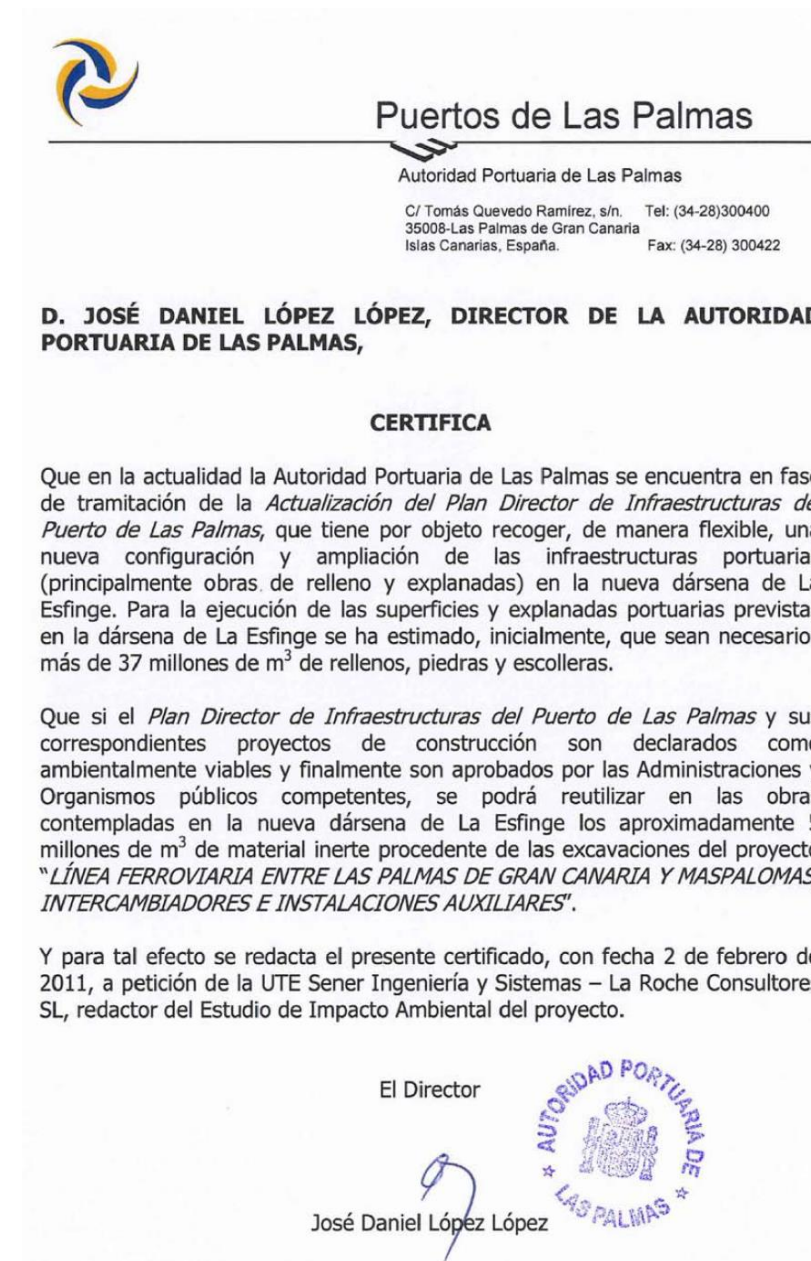 Puertos de Las Palmas
Autoridad Portuaria de Las Palmas
C/ Tomás Quevedo Ramírez, s/n. Tel: (34-28)300400
35008-Las Palmas de Gran Canaria
Islas Canarias, España. Fax: (34-28) 300422
D. JOSÉ DANIEL LÓPEZ LÓPEZ, DIRECTOR DE LA AUTORIDAD
PORTUARIA DE LAS PALMAS,
CERTIFICA
Que en la actualidad la Autoridad Portuaria de Las Palmas se encuentra en fas
de tramitación de la Actualización del Plan Director de Infraestructuras de
Puerto de Las Palmas, que tiene por objeto recoger, de manera flexible, una
nueva configuración y ampliación de las infraestructuras portuaria
(principalmente obras de relleno y explanadas) en la nueva dársena de La
Esfinge. Para la ejecución de las superficies y explanadas portuarias prevista
en la dársena de La Esfinge se ha estimado, inicialmente, que sean necesario
más de 37 millones de m³ de rellenos, piedras y escolleras.
Que si el Plan Director de Infraestructuras del Puerto de Las Palmas y su
correspondientes proyectos de construcción son declarados como
ambientalmente viables y finalmente son aprobados por las Administraciones y
Organismos públicos competentes, se podrá reutilizar en las obra
contempladas en la nueva dársena de La Esfinge los aproximadamente
millones de m³ de material inerte procedente de las excavaciones del proyecto
"LÍNEA FERROVIARIA ENTRE LAS PALMAS DE GRAN CANARIA Y MASPALOMAS
INTERCAMBIADORES E INSTALACIONES AUXILIARES".
Y para tal efecto se redacta el presente certificado, con fecha 2 de febrero de
2011, a petición de la UTE Sener Ingeniería y Sistemas – La Roche Consultore
SL, redactor del Estudio de Impacto Ambiental del proyecto.
El Director
AUTORIDAD PORTUARIA DE
LAS PALMAS
José Daniel López López